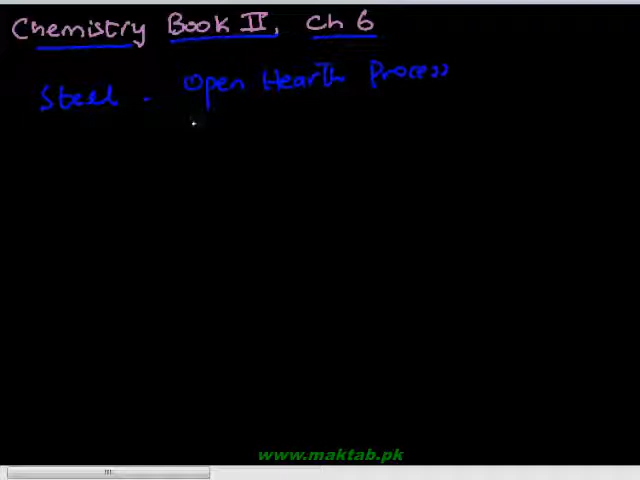 Chemistry Book II, Ch 6
Steel - Open Hearth Process
www.maktab.pk